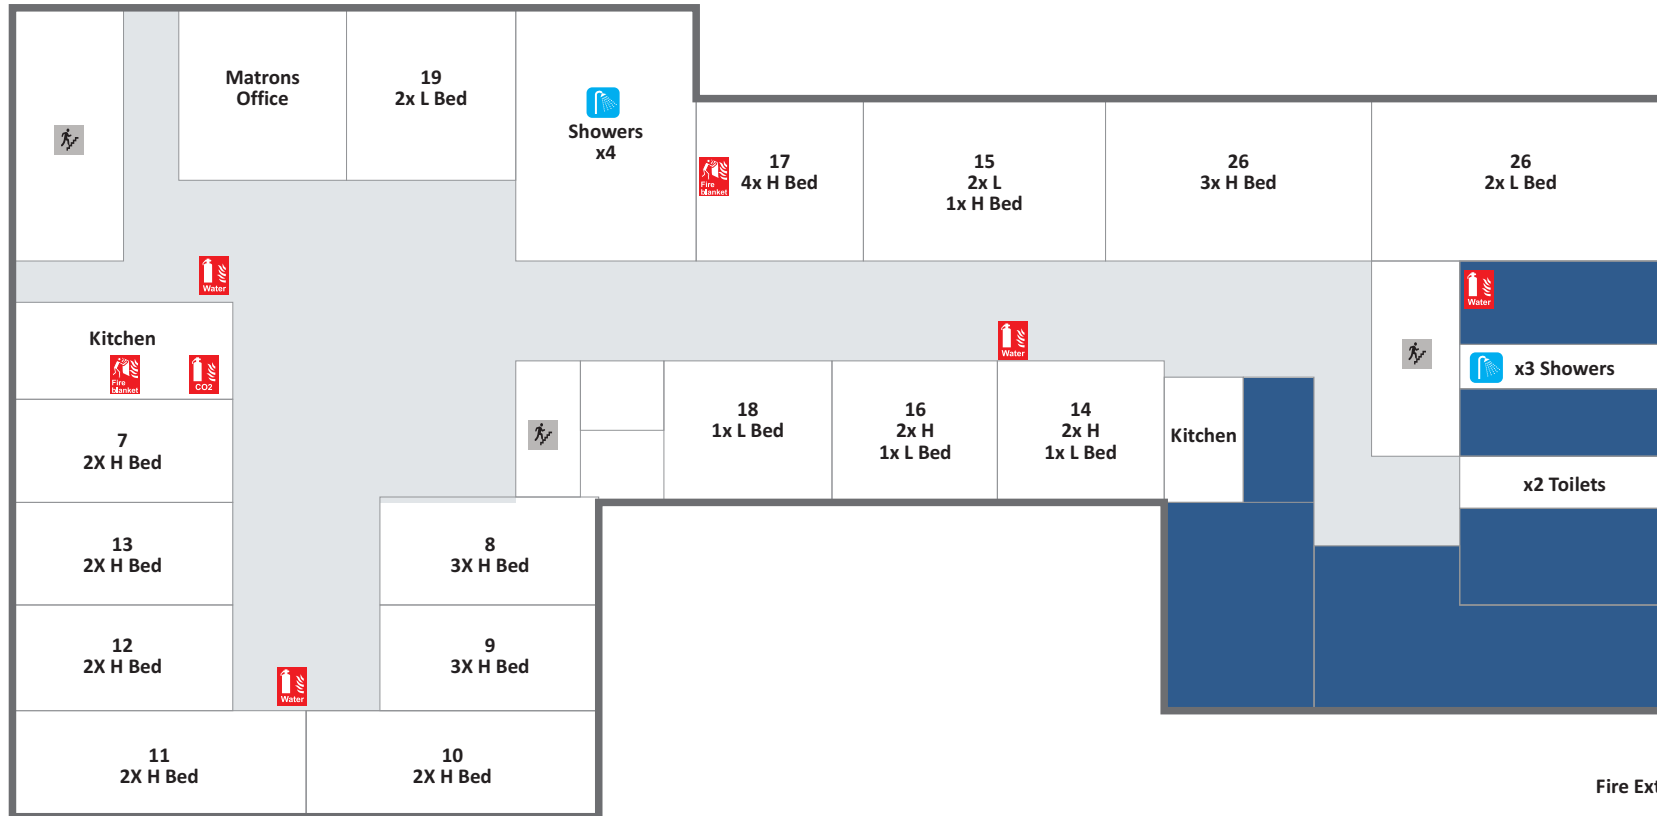 Matrons
Office
19
2x L Bed
Showers
x4
Fire
blanket
17
4x H Bed
15
2x L
1x H Bed
26
3x H Bed
26
2x L Bed
Water
Water
Kitchen
Fire
blanket
CO2
Water
x3 Showers
7
2X H Bed
18
1x L Bed
16
2x H
1x L Bed
14
2x H
1x L Bed
Kitchen
x2 Toilets
13
2X H Bed
8
3X H Bed
12
2X H Bed
9
3X H Bed
Water
11
2X H Bed
10
2X H Bed
Fire Ext